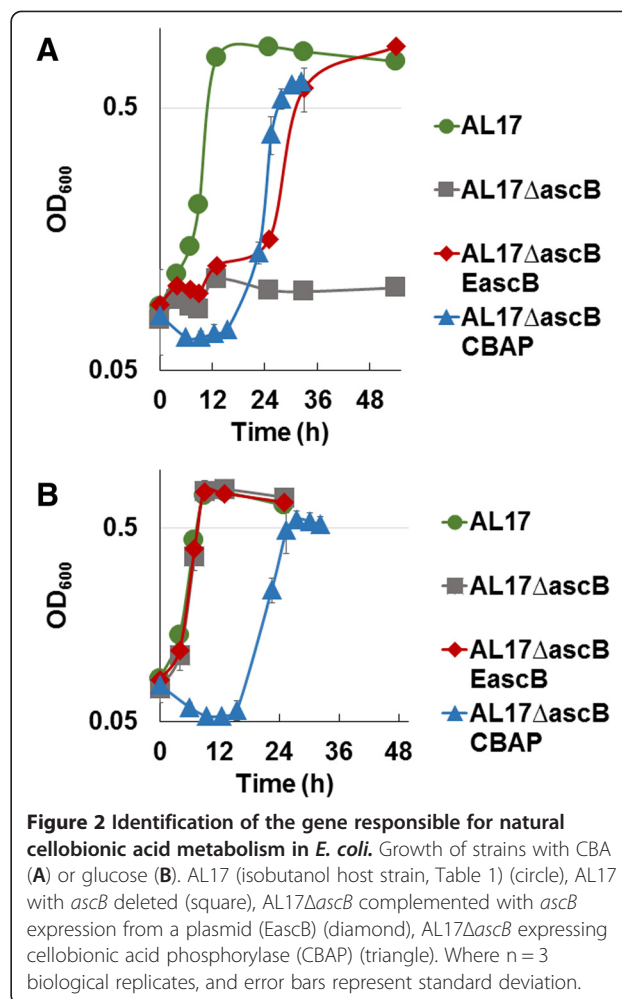 A
OD600
0.5
0.05
0 12 24 36 48
Time (h)
AL17
AL17ΔascB
AL17ΔascB
EascB
AL17ΔascB
CBAP
B
OD600
0.5
0.05
0 12 24 36 48
Time (h)
AL17
AL17ΔascB
AL17ΔascB
EascB
AL17ΔascB
CBAP
Figure 2 Identification of the gene responsible for natural
cellobionic acid metabolism in E. coli. Growth of strains with CBA
(A) or glucose (B). AL17 (isobutanol host strain, Table 1) (circle), AL17
with ascB deleted (square), AL17ΔascB complemented with ascB
expression from a plasmid (EascB) (diamond), AL17ΔascB expressing
cellobionic acid phosphorylase (CBAP) (triangle). Where n = 3
biological replicates, and error bars represent standard deviation.